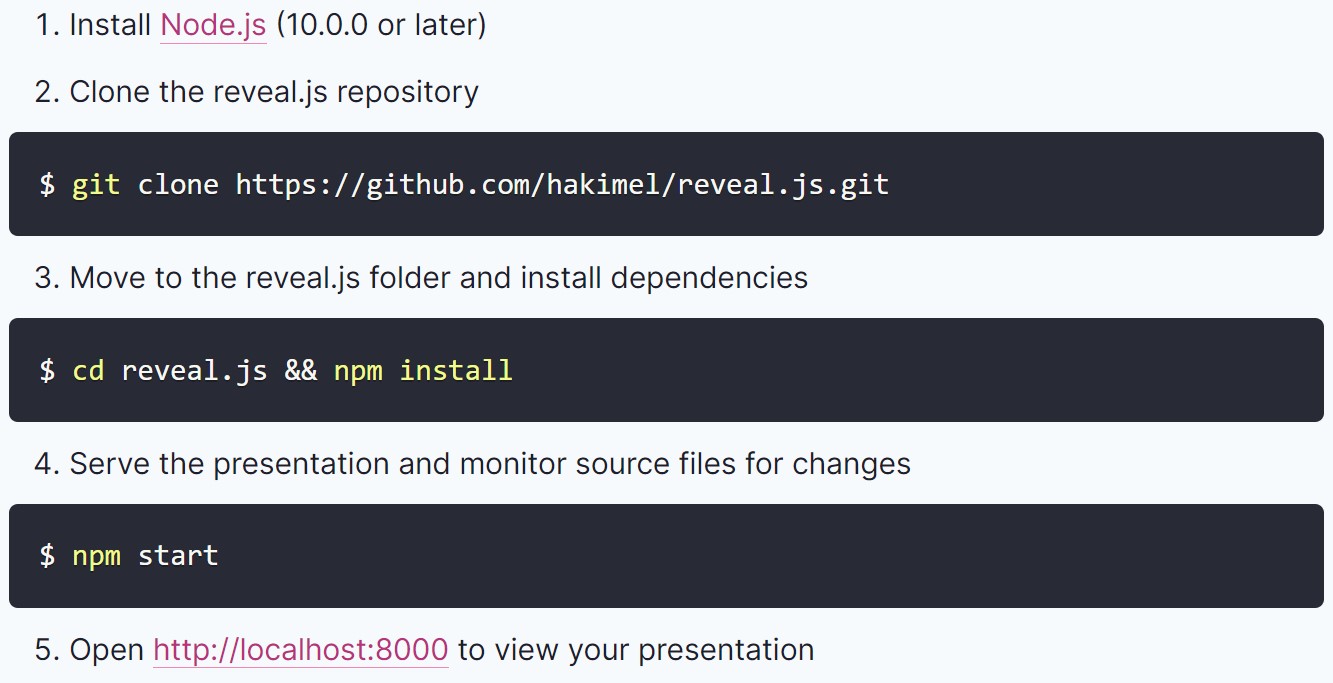 1. Install Node.js (10.0.0 or later)
2. Clone the reveal.js repository
$ git clone https://github.com/hakimel/reveal.js.git
3. Move to the reveal.js folder and install dependencies
$ cd reveal.js && npm install
4. Serve the presentation and monitor source files for changes
$ npm start
5. Open http://localhost:8000 to view your presentation